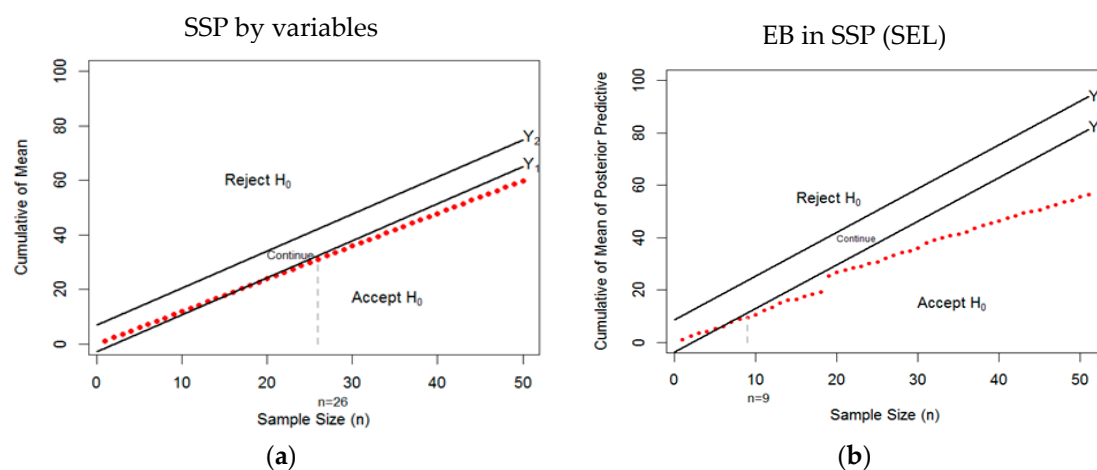 SSP by variables
Cumulative of Mean
100
80
60
40
20
0
Reject H₀
Continue
Accept H₀
Y₂
Y₁
0 10 20 30 40 50
n=26
Sample Size (n)
(a)
EB in SSP (SEL)
Cumulative of Mean of Posterior Predictive
100
80
60
40
20
0
Reject H₀
Continue
Accept H₀
Y
Y
0 10 20 30 40 50
n=9
Sample Size (n)
(b)